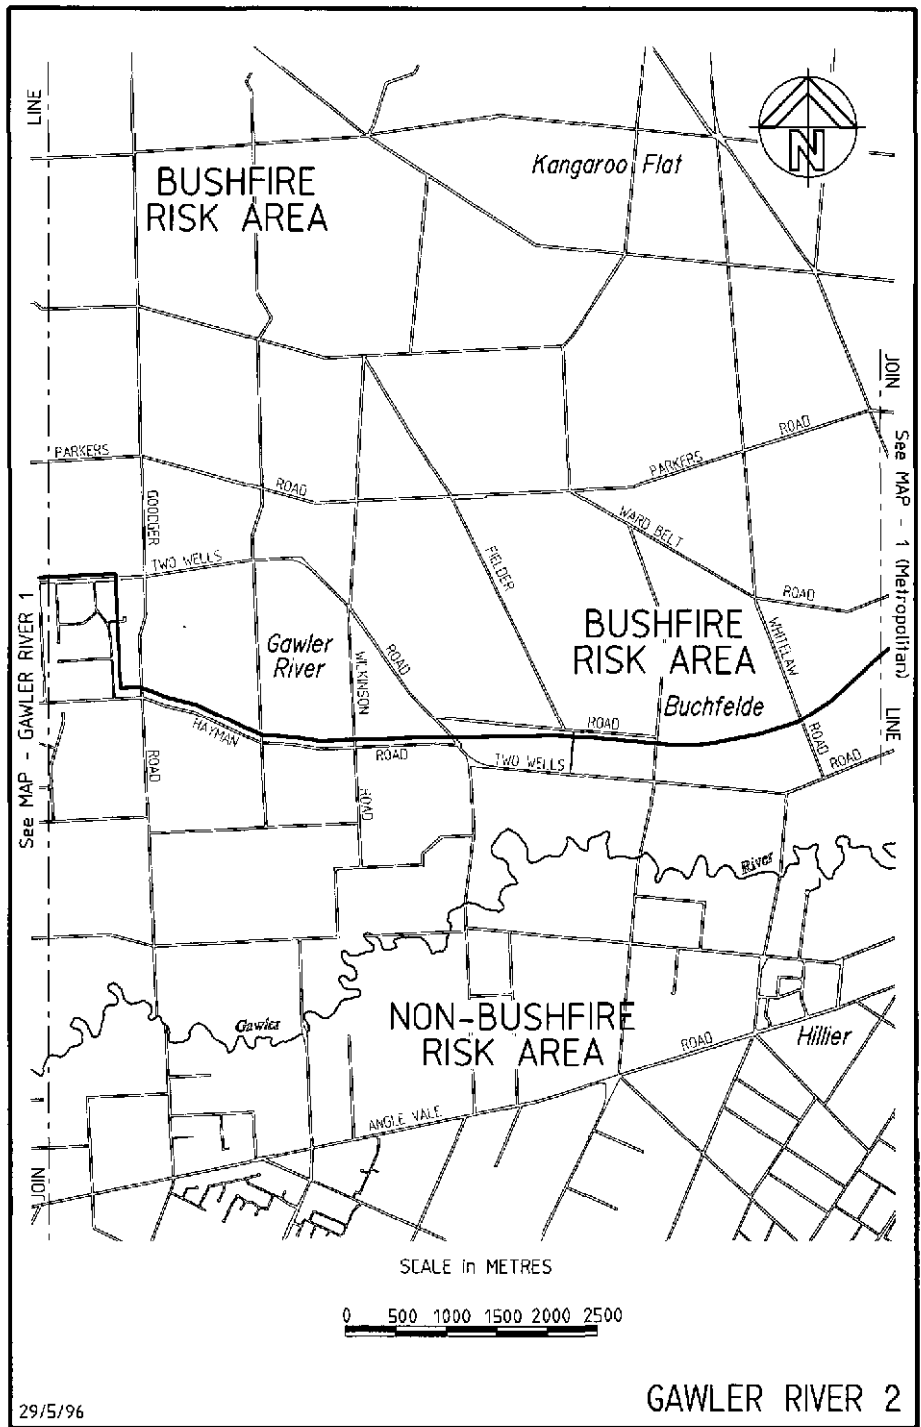 LINE
N
Kangaroo Flat
BUSHFIRE
RISK AREA
JOIN
See MAP - 1 (Metropolitan)
LINE
PARKERS
ROAD
PARKERS
ROAD
GOODGER
ROAD
WARD BELT
ROAD
TWO WELLS
ROAD
FIELDER
WHITELAW
ROAD
BUSHFIRE
RISK AREA
Gawler
River
WILKINSON
ROAD
Buchfelde
See MAP - GAWLER RIVER 1
HAYMAN
ROAD
ROAD
TWO WELLS
ROAD
River
Gawler
NON-BUSHFIRE
RISK AREA
Hillier
ANGLE VALE
ROAD
JOIN
SCALE in METRES
0 500 1000 1500 2000 2500
29/5/96
GAWLER RIVER 2